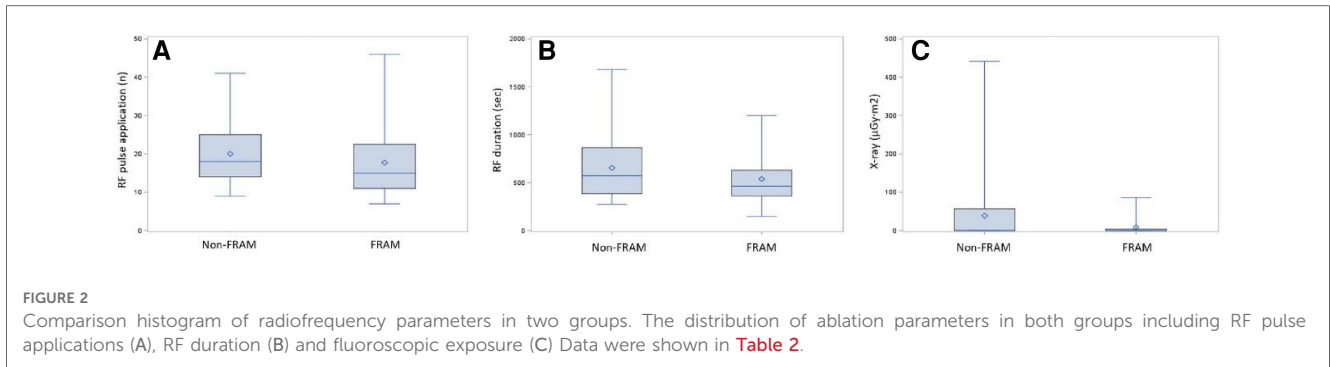 A
RF pulse application (n)
50
40
30
20
10
0
Non-FRAM FRAM
B
RF duration (sec)
2000
1500
1000
500
0
Non-FRAM FRAM
C
X-ray (µGy·m2)
500
400
300
200
100
0
Non-FRAM FRAM
FIGURE 2
Comparison histogram of radiofrequency parameters in two groups. The distribution of ablation parameters in both groups including RF pulse
applications (A), RF duration (B) and fluoroscopic exposure (C) Data were shown in Table 2.